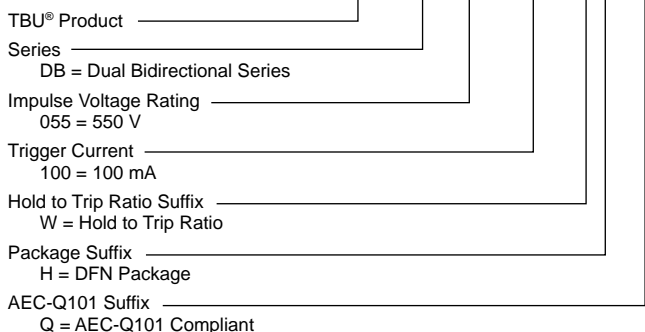 TBU® Product
Series
DB = Dual Bidirectional Series
Impulse Voltage Rating
055 = 550 V
Trigger Current
100 = 100 mA
Hold to Trip Ratio Suffix
W = Hold to Trip Ratio
Package Suffix
H = DFN Package
AEC-Q101 Suffix
Q = AEC-Q101 Compliant